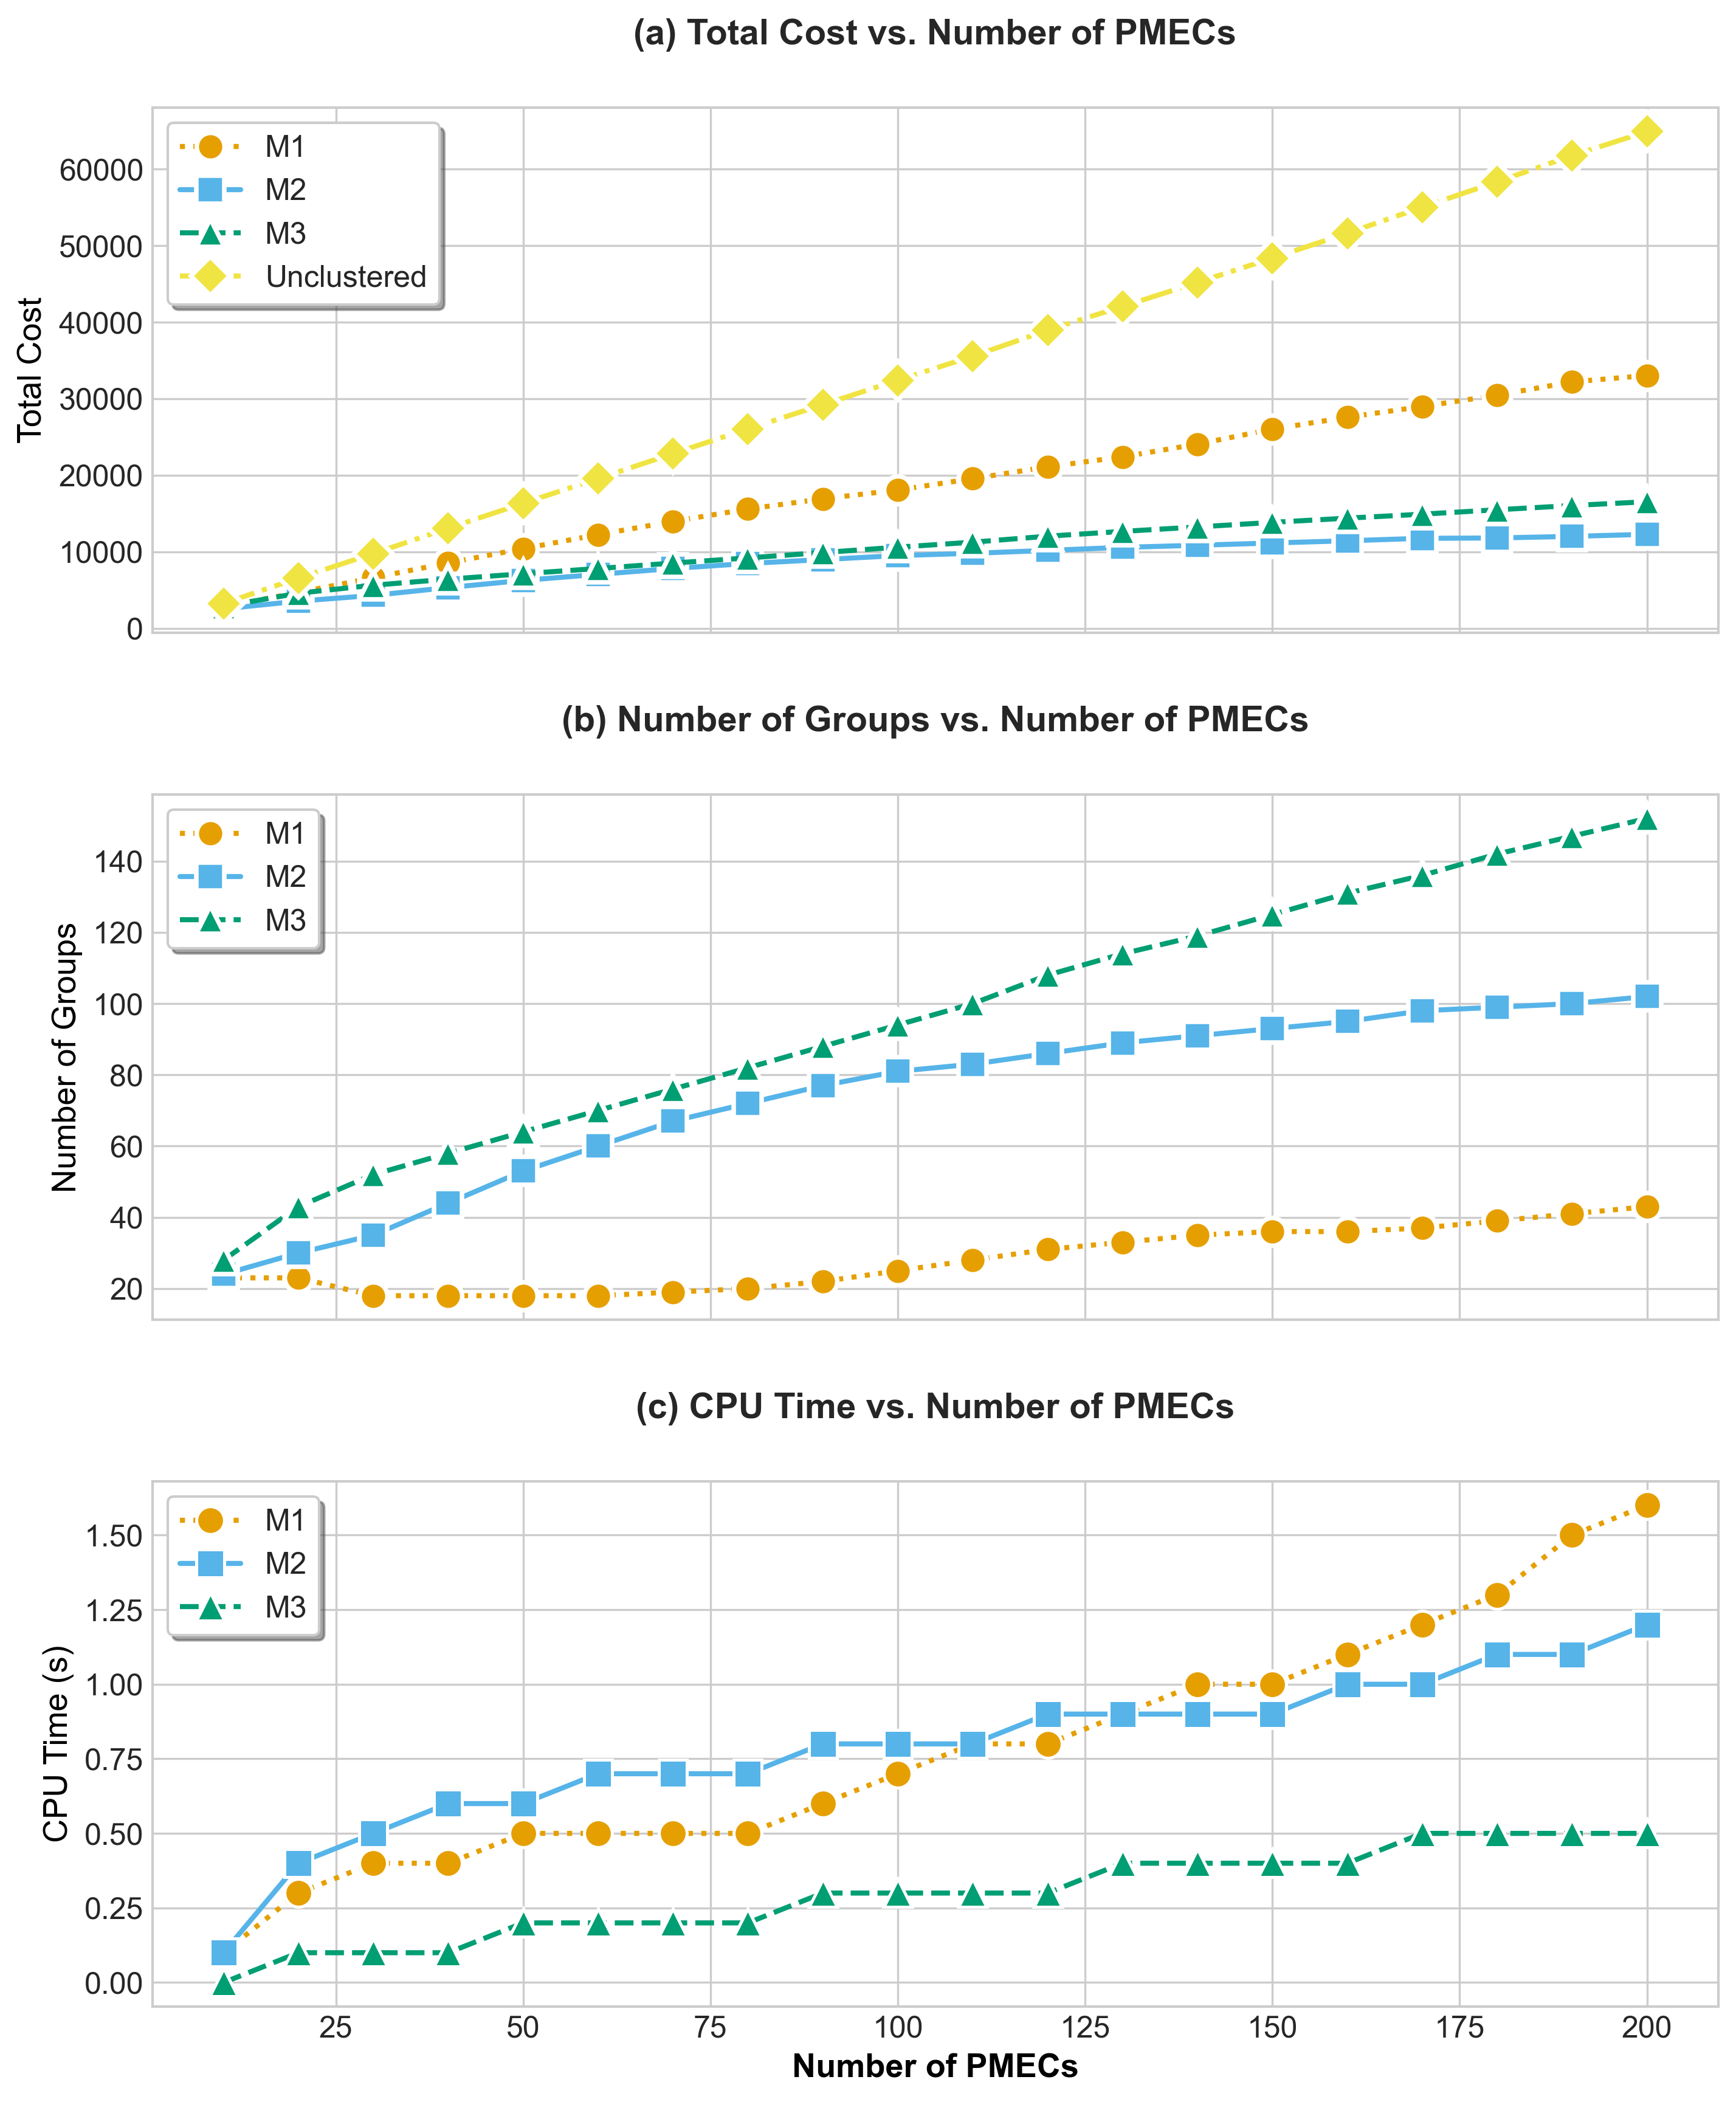 (a) Total Cost vs. Number of PMECs
M1
M2
M3
Unclustered
60000
50000
40000
30000
20000
10000
0
Total Cost
(b) Number of Groups vs. Number of PMECs
M1
M2
M3
140
120
100
80
60
40
20
Number of Groups
(c) CPU Time vs. Number of PMECs
M1
M2
M3
1.50
1.25
1.00
0.75
0.50
0.25
0.00
CPU Time (s)
25 50 75 100 125 150 175 200
Number of PMECs